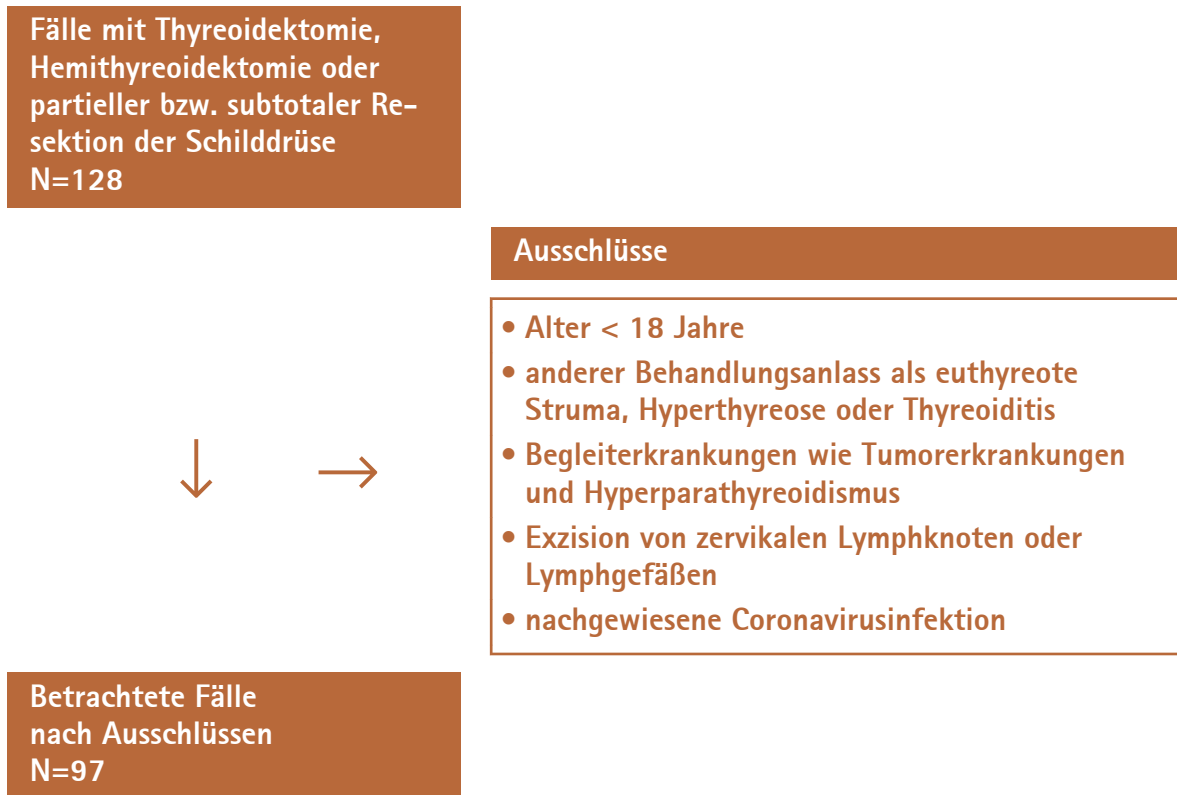 Fälle mit Thyreoidektomie,
Hemithyreoidektomie oder
partieller bzw. subtotaler Re-
sektion der Schilddrüse
N=128
Ausschlüsse
• Alter < 18 Jahre
• anderer Behandlungsanlass als euthyreote
Struma, Hyperthyreose oder Thyreoiditis
• Begleiterkrankungen wie Tumorerkrankungen
und Hyperparathyreoidismus
• Exzision von zervikalen Lymphknoten oder
Lymphgefäßen
• nachgewiesene Coronavirusinfektion
Betrachtete Fälle
nach Ausschlüssen
N=97